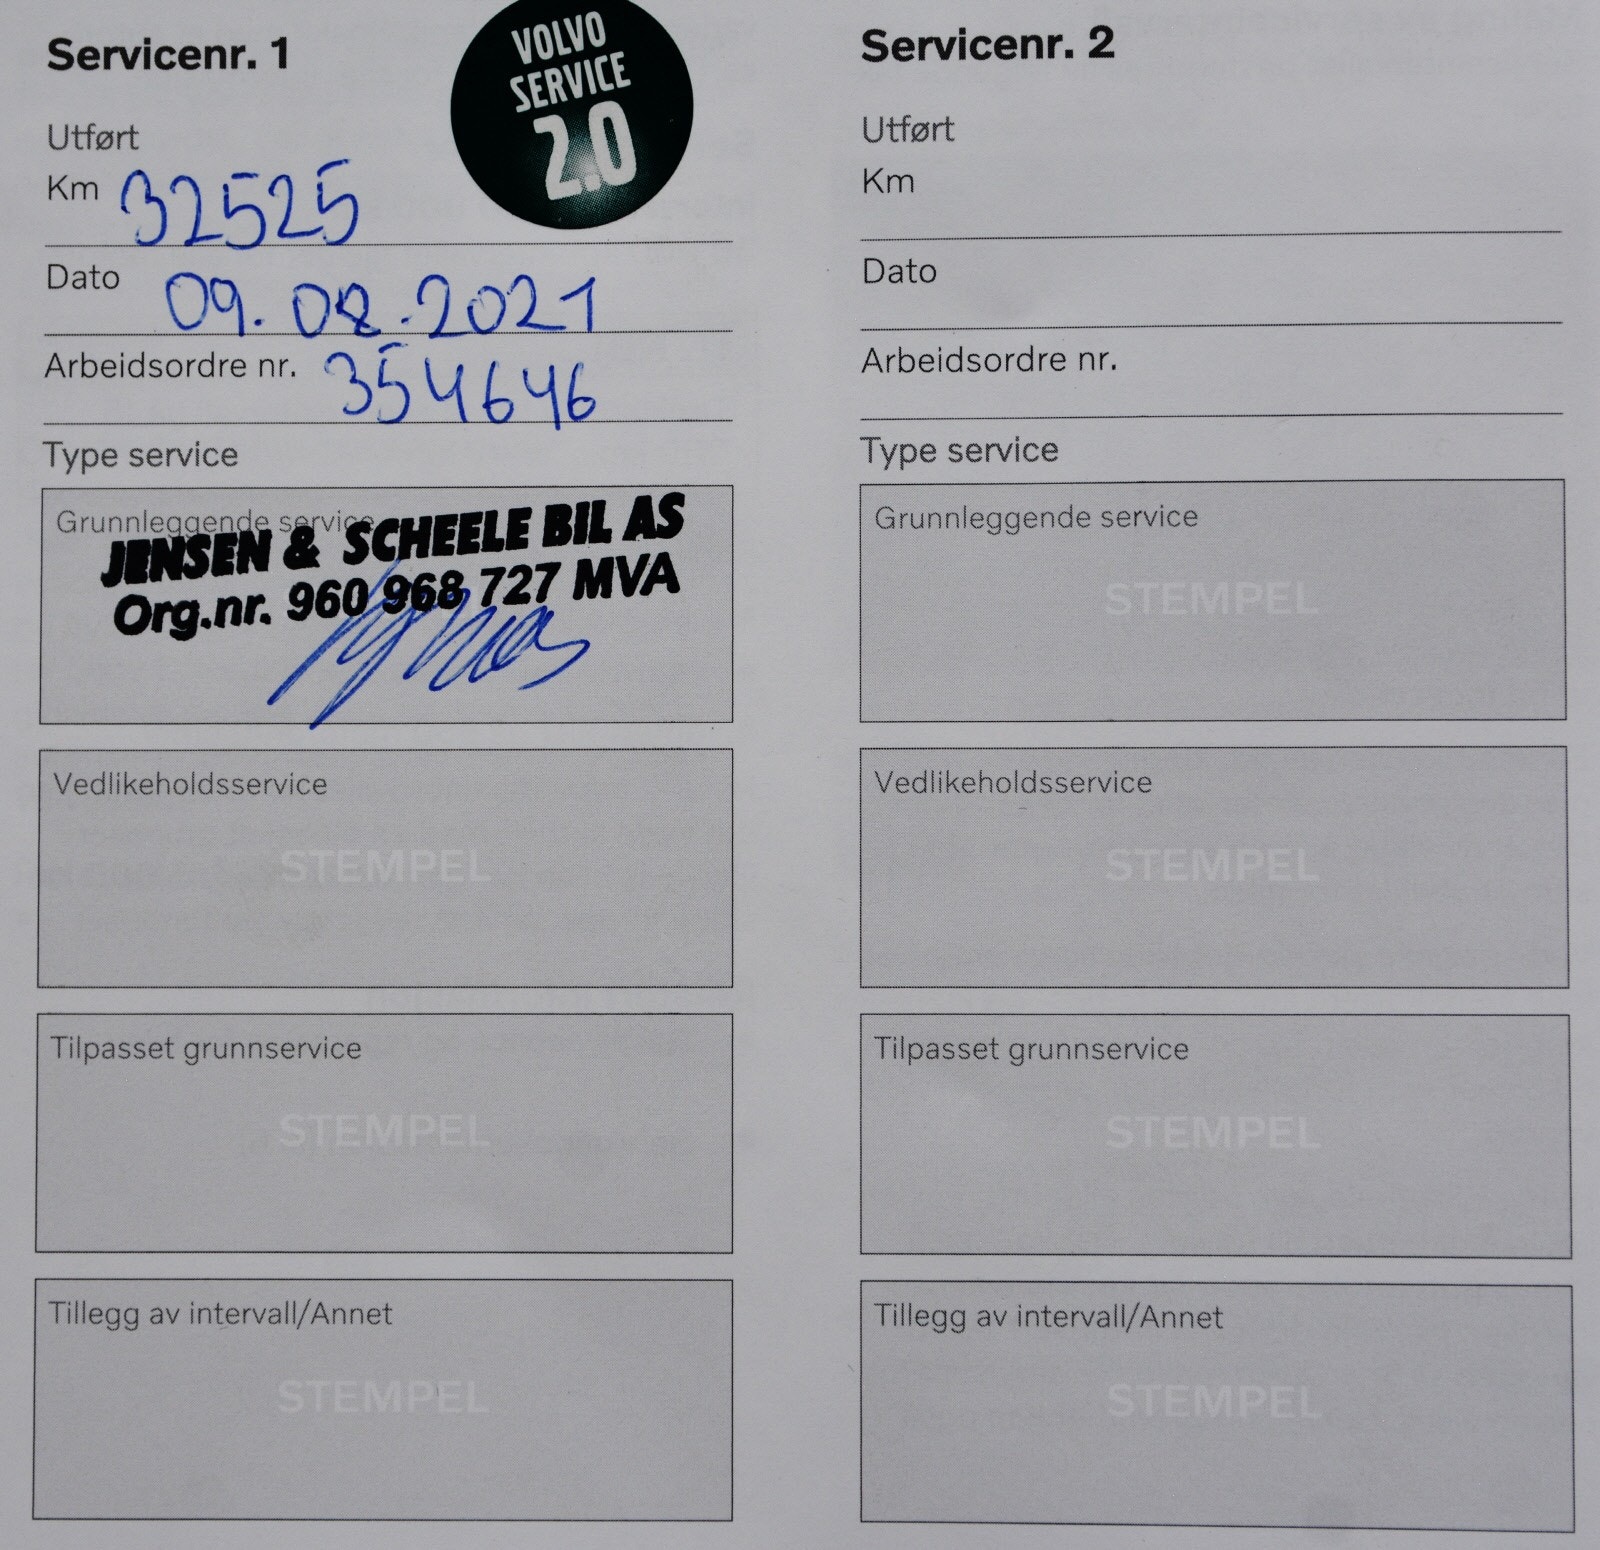 Servicenr. 1
VOLVO
SERVICE
2.0
Utført
Km 32525
Dato 09.08.2021
Arbeidsordre nr. 354646
Type service
Grunnleggende service
JENSEN & SCHEELE BIL AS
Org.nr. 960 968 727 MVA
Vedlikeholdsservice
STEMPEL
Tilpasset grunnservice
STEMPEL
Tillegg av intervall/Annet
STEMPEL
Servicenr. 2
Utført
Km
Dato
Arbeidsordre nr.
Type service
Grunnleggende service
STEMPEL
Vedlikeholdsservice
STEMPEL
Tilpasset grunnservice
STEMPEL
Tillegg av intervall/Annet
STEMPEL